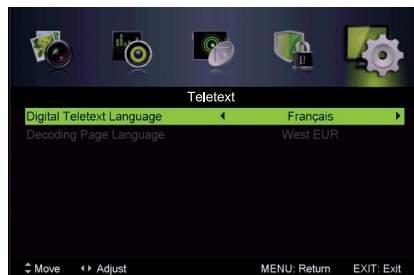 Teletext
Digital Teletext Language Français
Decoding Page Language West EUR
Move Adjust MENU: Return EXIT: Exit